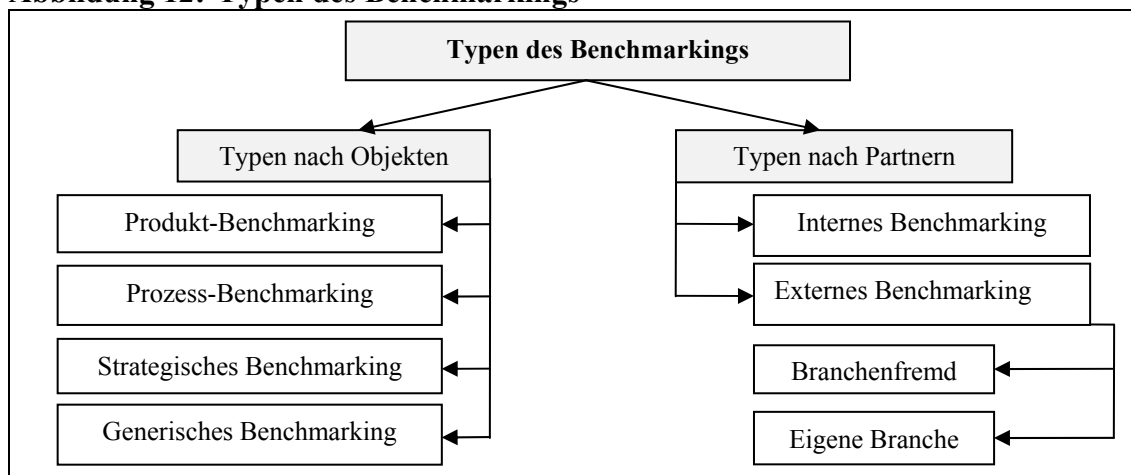 Abbildung 12: Typen des Benchmarkings
Typen des Benchmarkings
Typen nach Objekten
Produkt-Benchmarking
Prozess-Benchmarking
Strategisches Benchmarking
Generisches Benchmarking
Typen nach Partnern
Internes Benchmarking
Externes Benchmarking
Branchenfremd
Eigene Branche